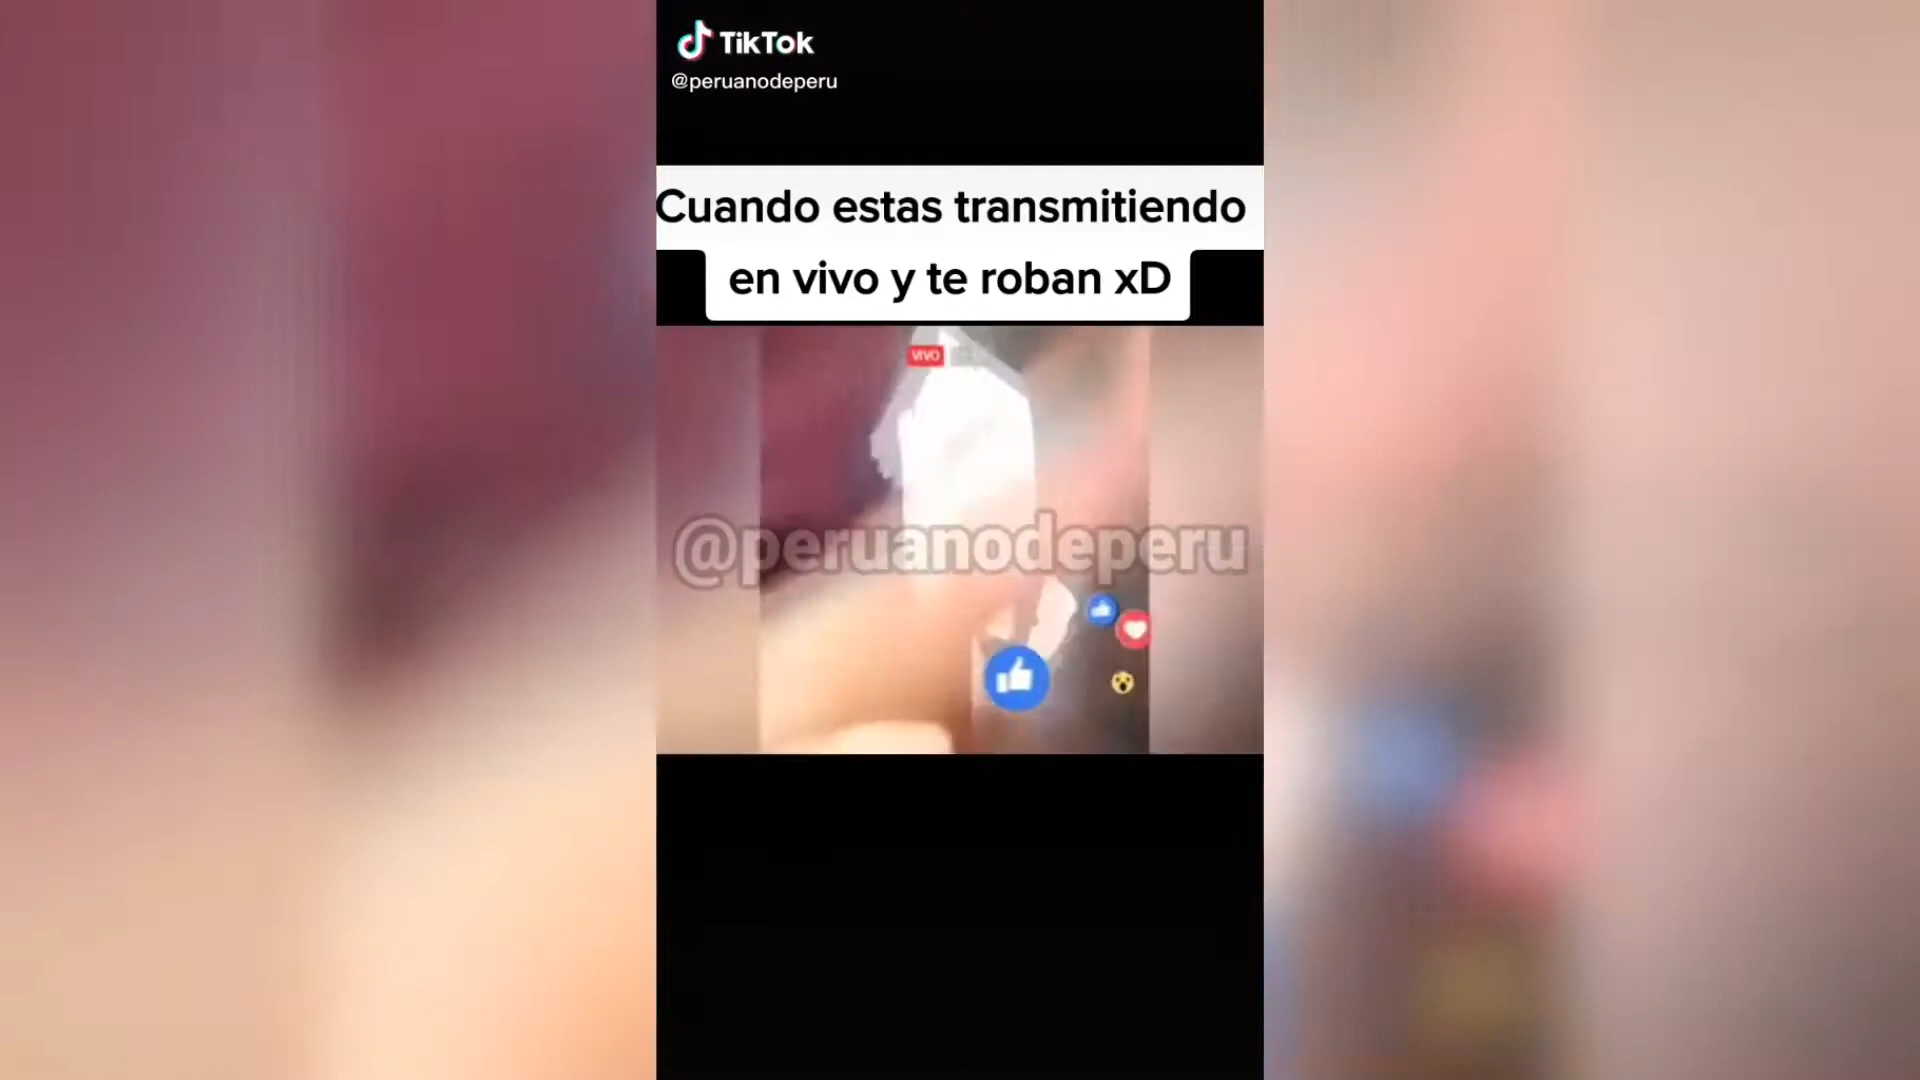 TikTok
@peruanodeperu
Cuando estas transmitiendo
en vivo y te roban xD
VIVO
@peruanodeperu